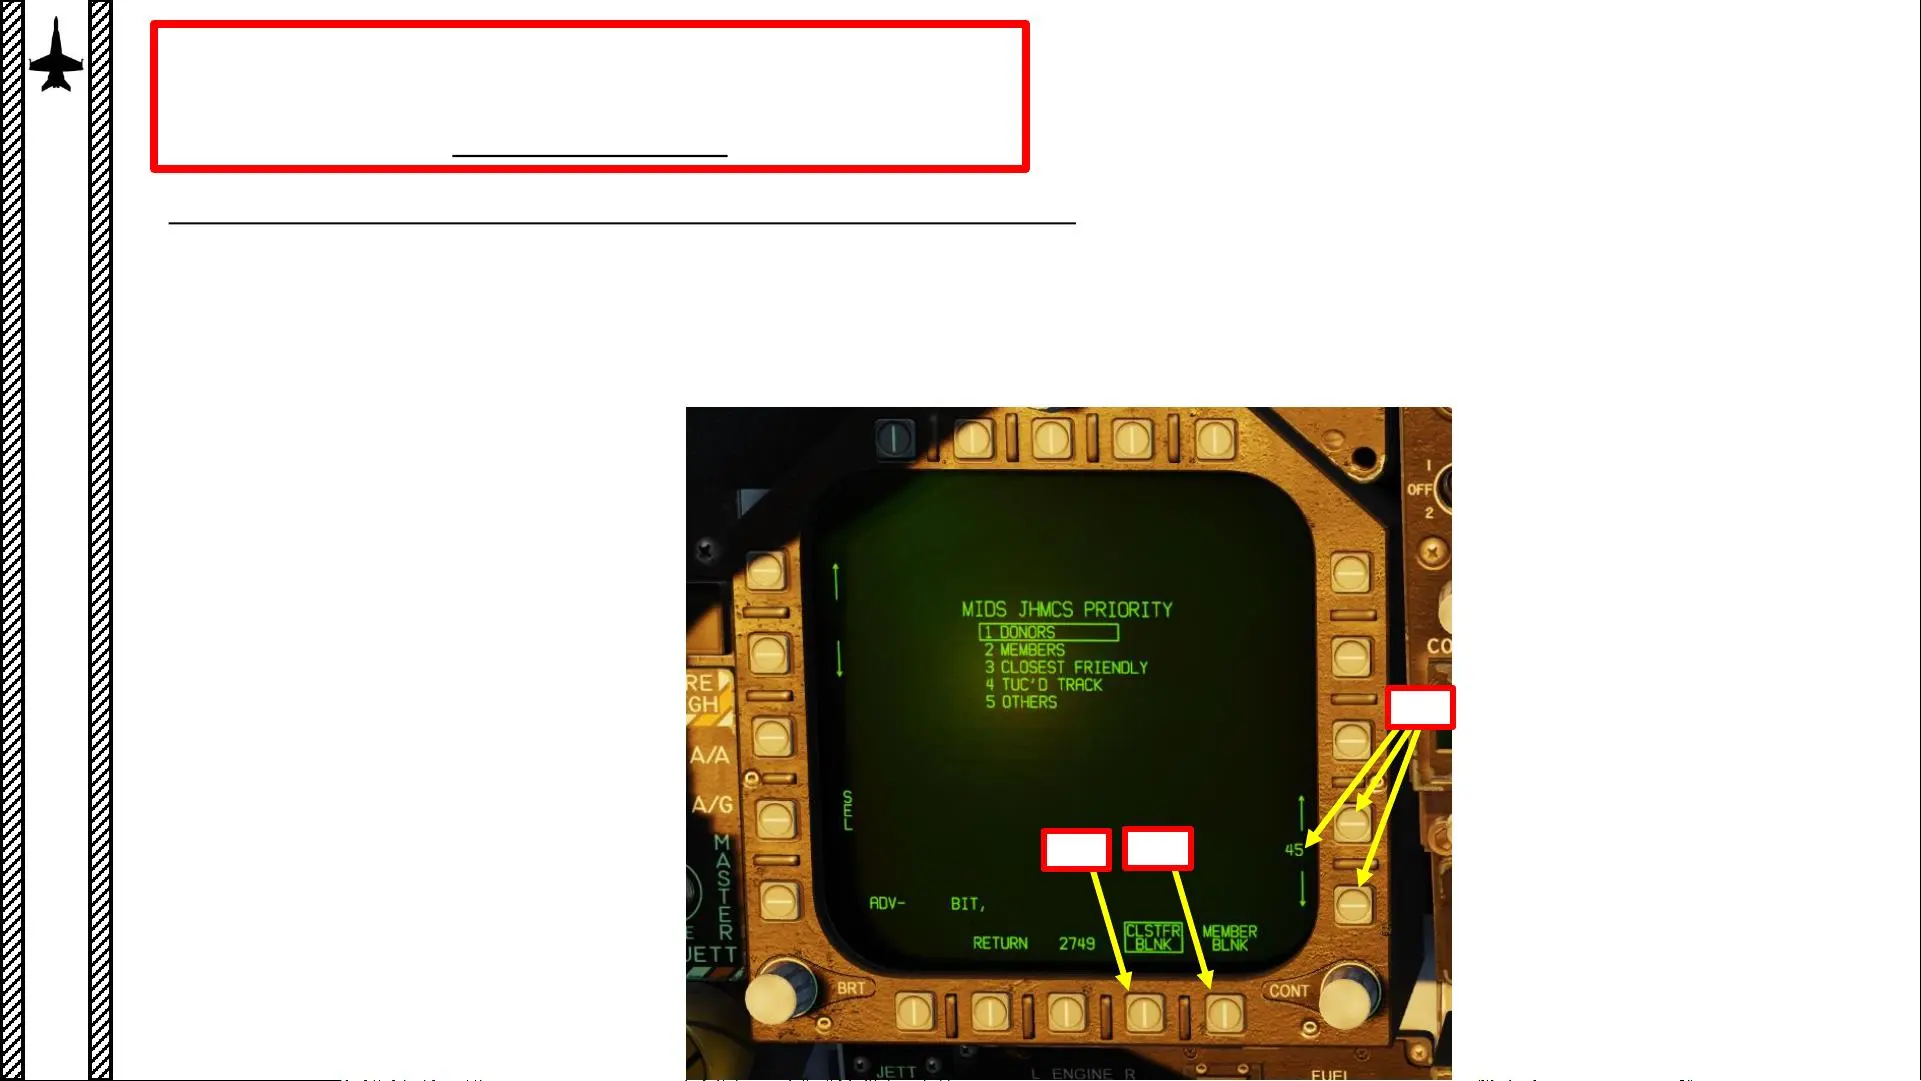 1
OFF
2
MIDS JHMCS PRIORITY
1 DONORS
2 MEMBERS
3 CLOSEST FRIENDLY
4 TUC'D TRACK
5 OTHERS
CO
RE
GH
A/A
A/G
SEL
45
MASTER
E
JETT
ADV-
BIT,
RETURN
2749
CLSTFR
BLNK
MEMBER
BLNK
BRT
CONT
JETT
L ENGINE R
FUEL